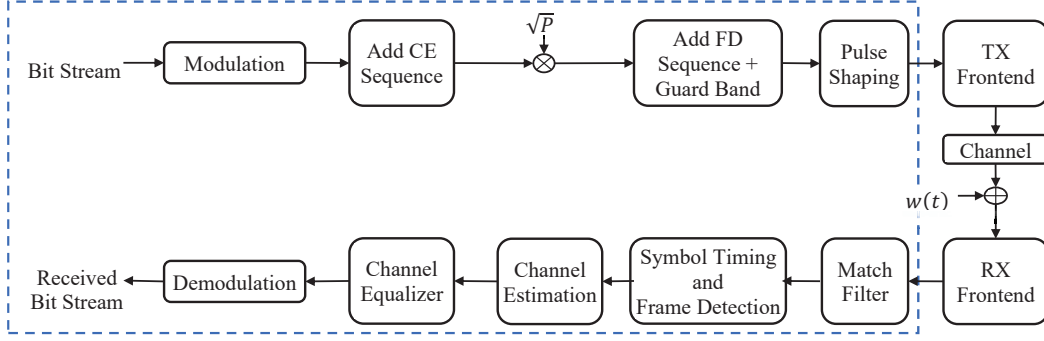 Bit Stream
Modulation
Add CE
Sequence
√P
Add FD
Sequence +
Guard Band
Pulse
Shaping
TX
Frontend
Channel
w(t)
RX
Frontend
Match
Filter
Symbol Timing
and
Frame Detection
Channel
Estimation
Channel
Equalizer
Demodulation
Received
Bit Stream